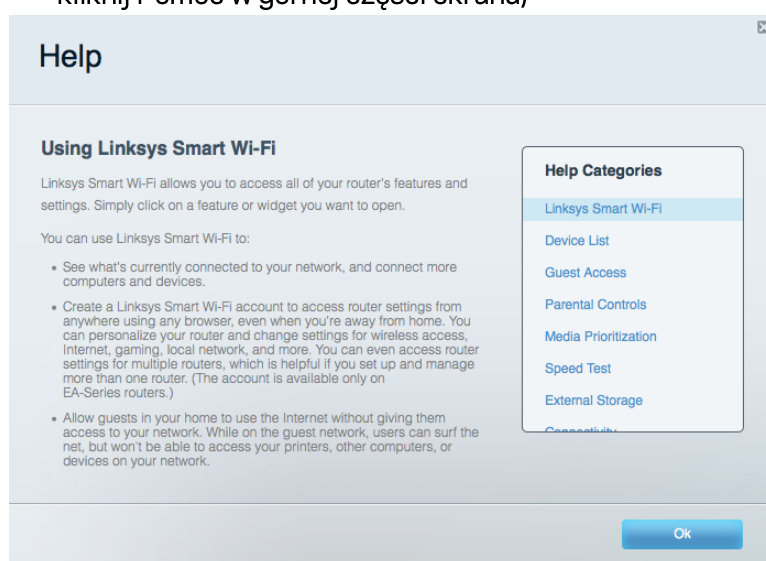 Kliknij Pomoc w górnej części ekranu)
Help
Using Linksys Smart Wi-Fi
Linksys Smart Wi-Fi allows you to access all of your router's features and
settings. Simply click on a feature or widget you want to open.
You can use Linksys Smart Wi-Fi to:
• See what's currently connected to your network, and connect more
computers and devices.
• Create a Linksys Smart Wi-Fi account to access router settings from
anywhere using any browser, even when you're away from home. You
can personalize your router and change settings for wireless access,
Internet, gaming, local network, and more. You can even access router
settings for multiple routers, which is helpful if you set up and manage
more than one router. (The account is available only on
EA-Series routers.)
• Allow guests in your home to use the Internet without giving them
access to your network. While on the guest network, users can surf the
net, but won't be able to access your printers, other computers, or
devices on your network.
Help Categories
Linksys Smart Wi-Fi
Device List
Guest Access
Parental Controls
Media Prioritization
Speed Test
External Storage
Connectivity
Ok